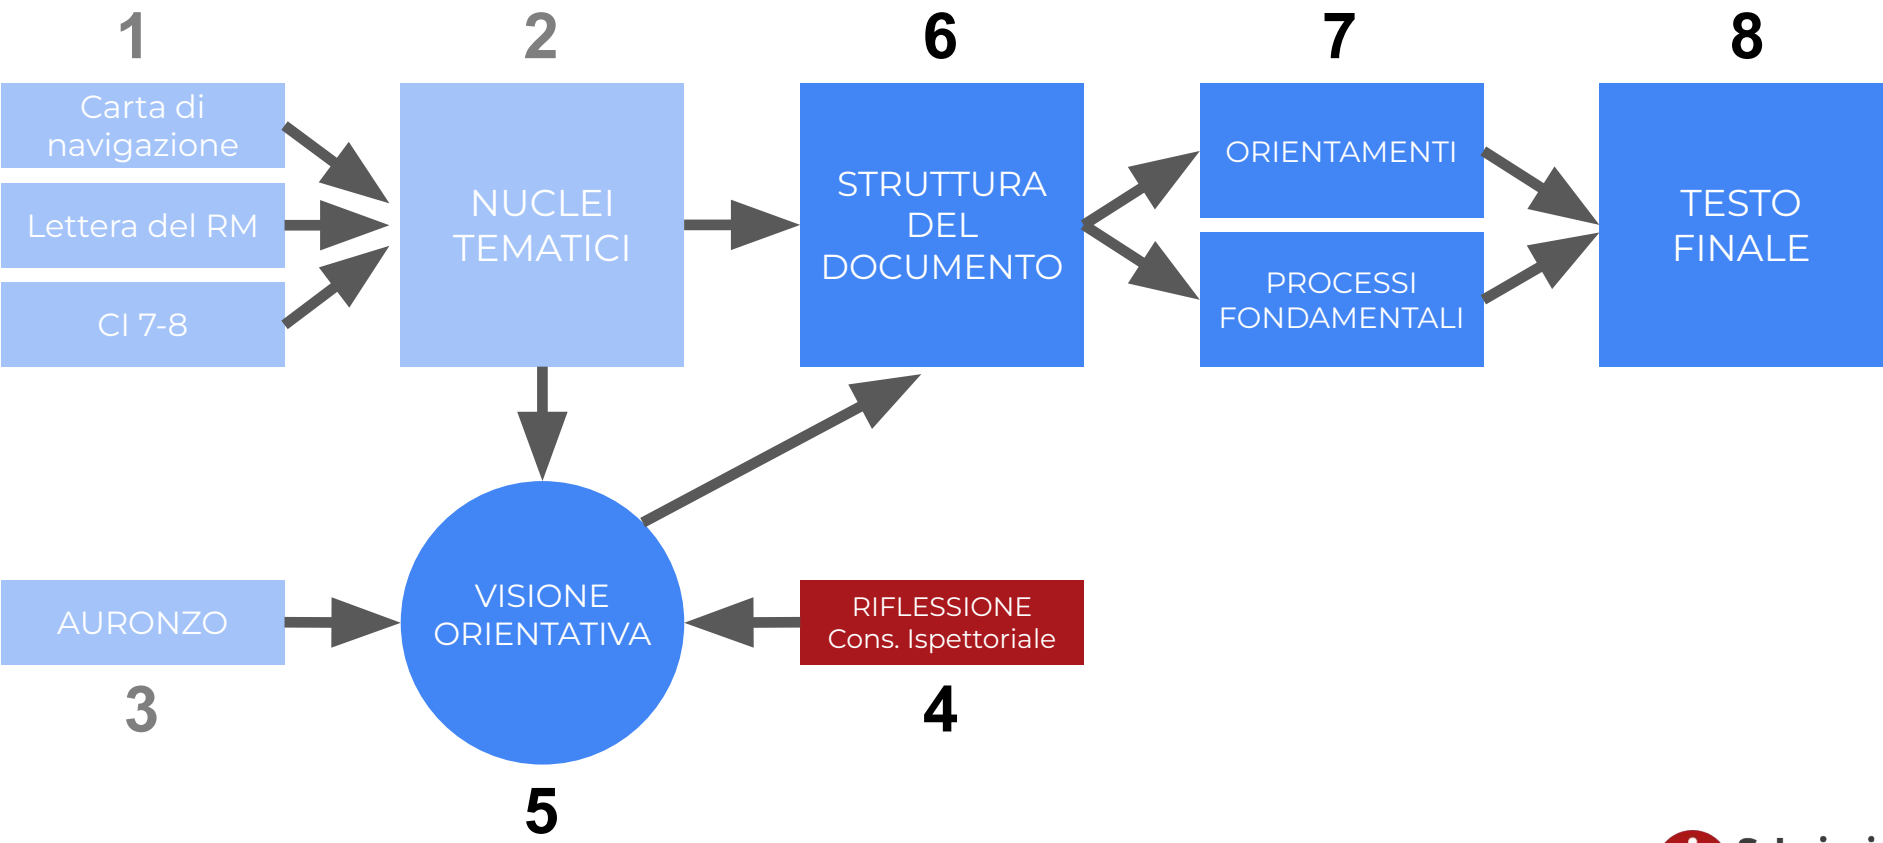 1
2
6
7
8
Carta di
navigazione
Lettera del RM
CI 7-8
NUCLEI
TEMATICI
STRUTTURA
DEL
DOCUMENTO
ORIENTAMENTI
PROCESSI
FONDAMENTALI
TESTO
FINALE
AURONZO
3
VISIONE
ORIENTATIVA
5
RIFLESSIONE
Cons. Ispettoriale
4